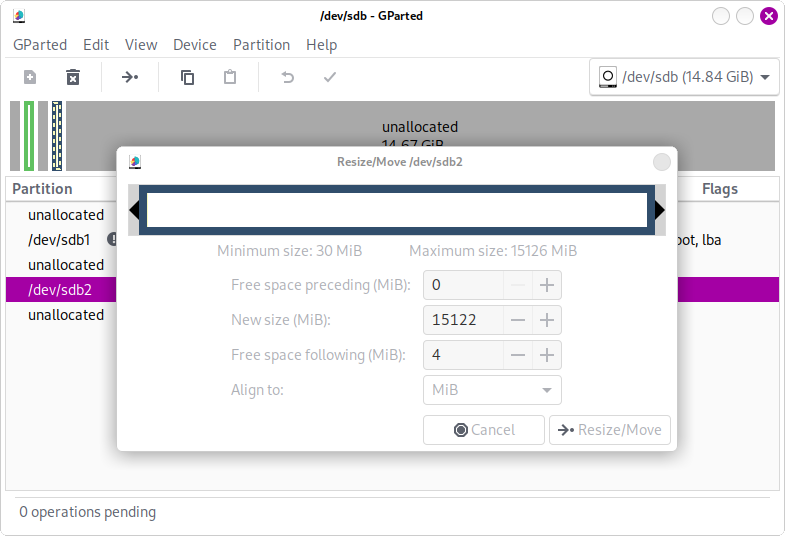 /dev/sdb - GParted
GParted Edit View Device Partition Help
/dev/sdb (14.84 GiB)
unallocated
14.67 GiB
Resize/Move /dev/sdb2
Partition
Flags
unallocated
/dev/sdb1
lba
unallocated
/dev/sdb2
unallocated
Minimum size: 30 MiB
Maximum size: 15126 MiB
Free space preceding (MiB): 0
New size (MiB): 15122
Free space following (MiB): 4
Align to: MiB
Cancel
Resize/Move
0 operations pending